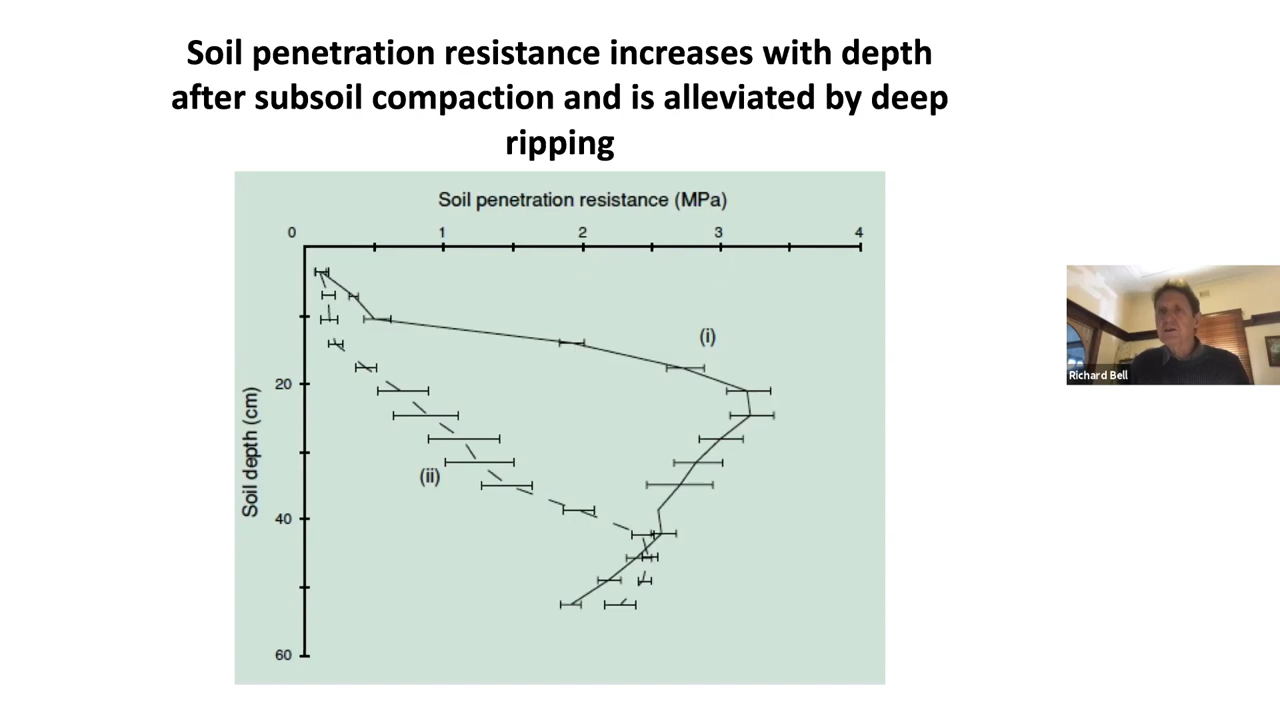 Soil penetration resistance increases with depth
after subsoil compaction and is alleviated by deep
ripping
Soil penetration resistance (MPa)
0 1 2 3 4
(i)
20
Soil depth (cm)
(ii)
40
60
Richard Bell